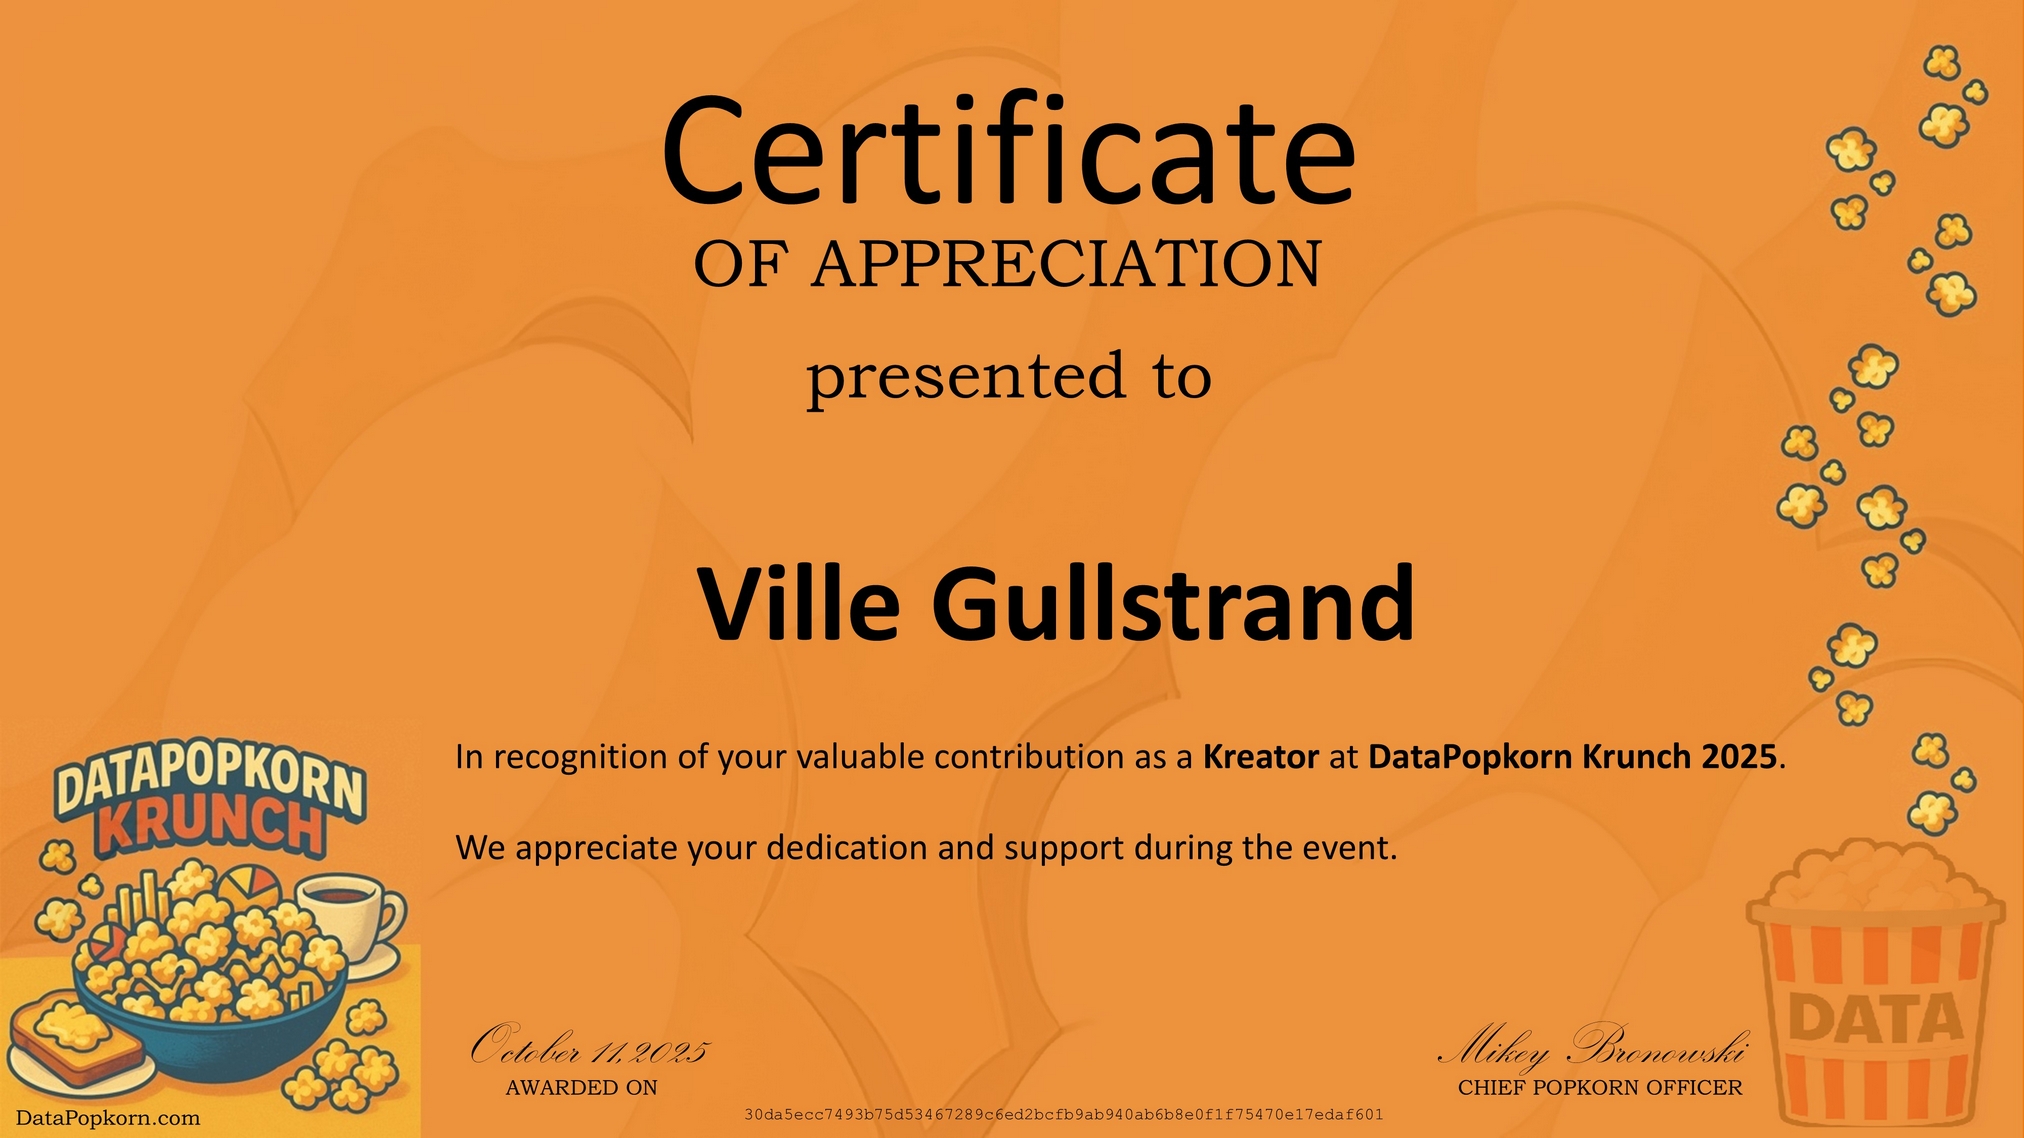 Certificate
OF APPRECIATION
presented to
Ville Gullstrand
In recognition of your valuable contribution as a Kreator at DataPopkorn Krunch 2025.
We appreciate your dedication and support during the event.
DATAPOPKORN
KRUNCH
DATA
October 11, 2025
AWARDED ON
Mikey Bronowski
CHIEF POPKORN OFFICER
DataPopkorn.com
30da5ecc7493b75d53467289c6ed2bcfb9ab940ab6b8e0f1f75470e17edaf601